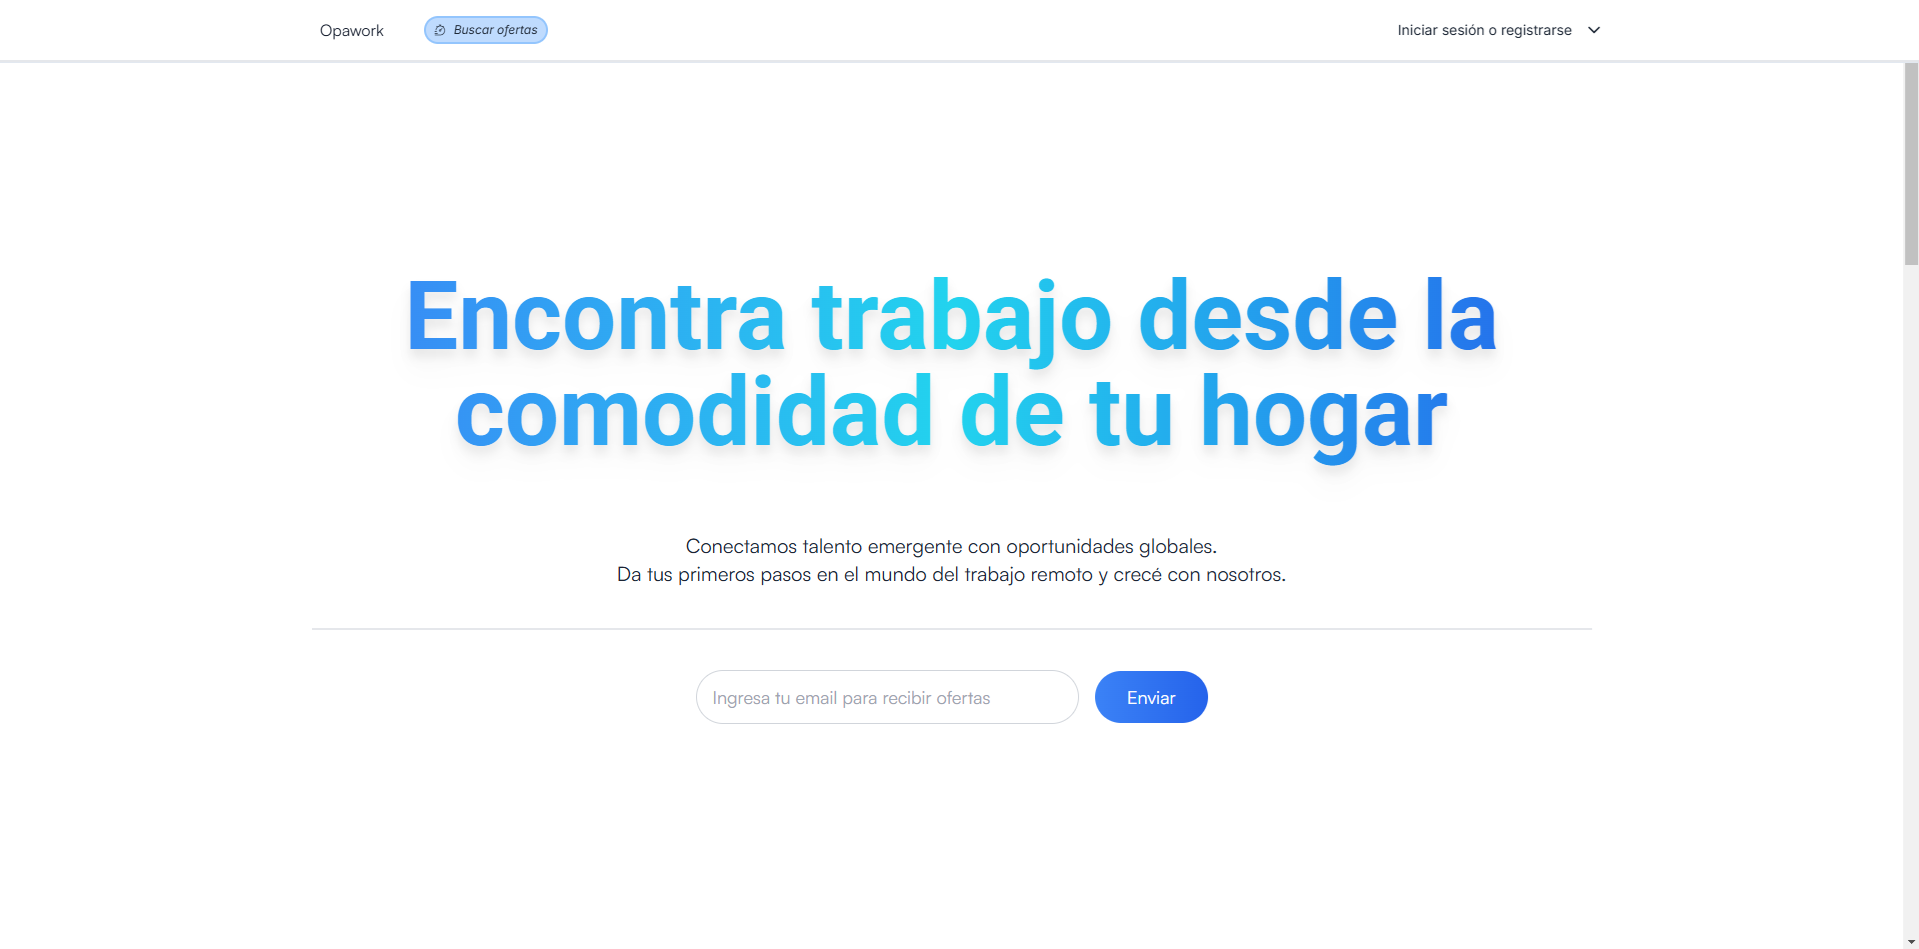 Opawork
Buscar ofertas
Iniciar sesión o registrarse
Encontra trabajo desde la
comodidad de tu hogar
Conectamos talento emergente con oportunidades globales.
Da tus primeros pasos en el mundo del trabajo remoto y crecé con nosotros.
Ingresa tu email para recibir ofertas
Enviar